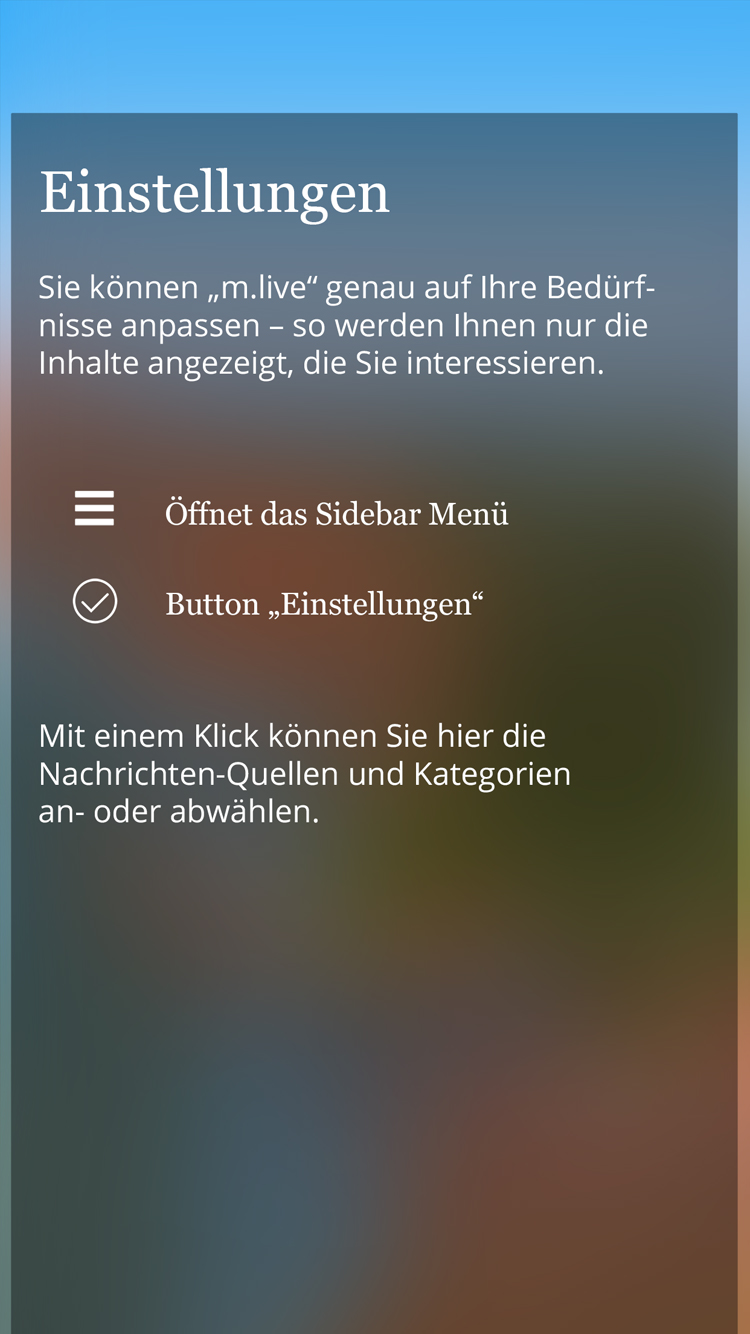 Einstellungen
Sie können „m.live“ genau auf Ihre Bedürf-
nisse anpassen – so werden Ihnen nur die
Inhalte angezeigt, die Sie interessieren.
Öffnet das Sidebar Menü
Button „Einstellungen“
Mit einem Klick können Sie hier die
Nachrichten-Quellen und Kategorien
an- oder abwählen.